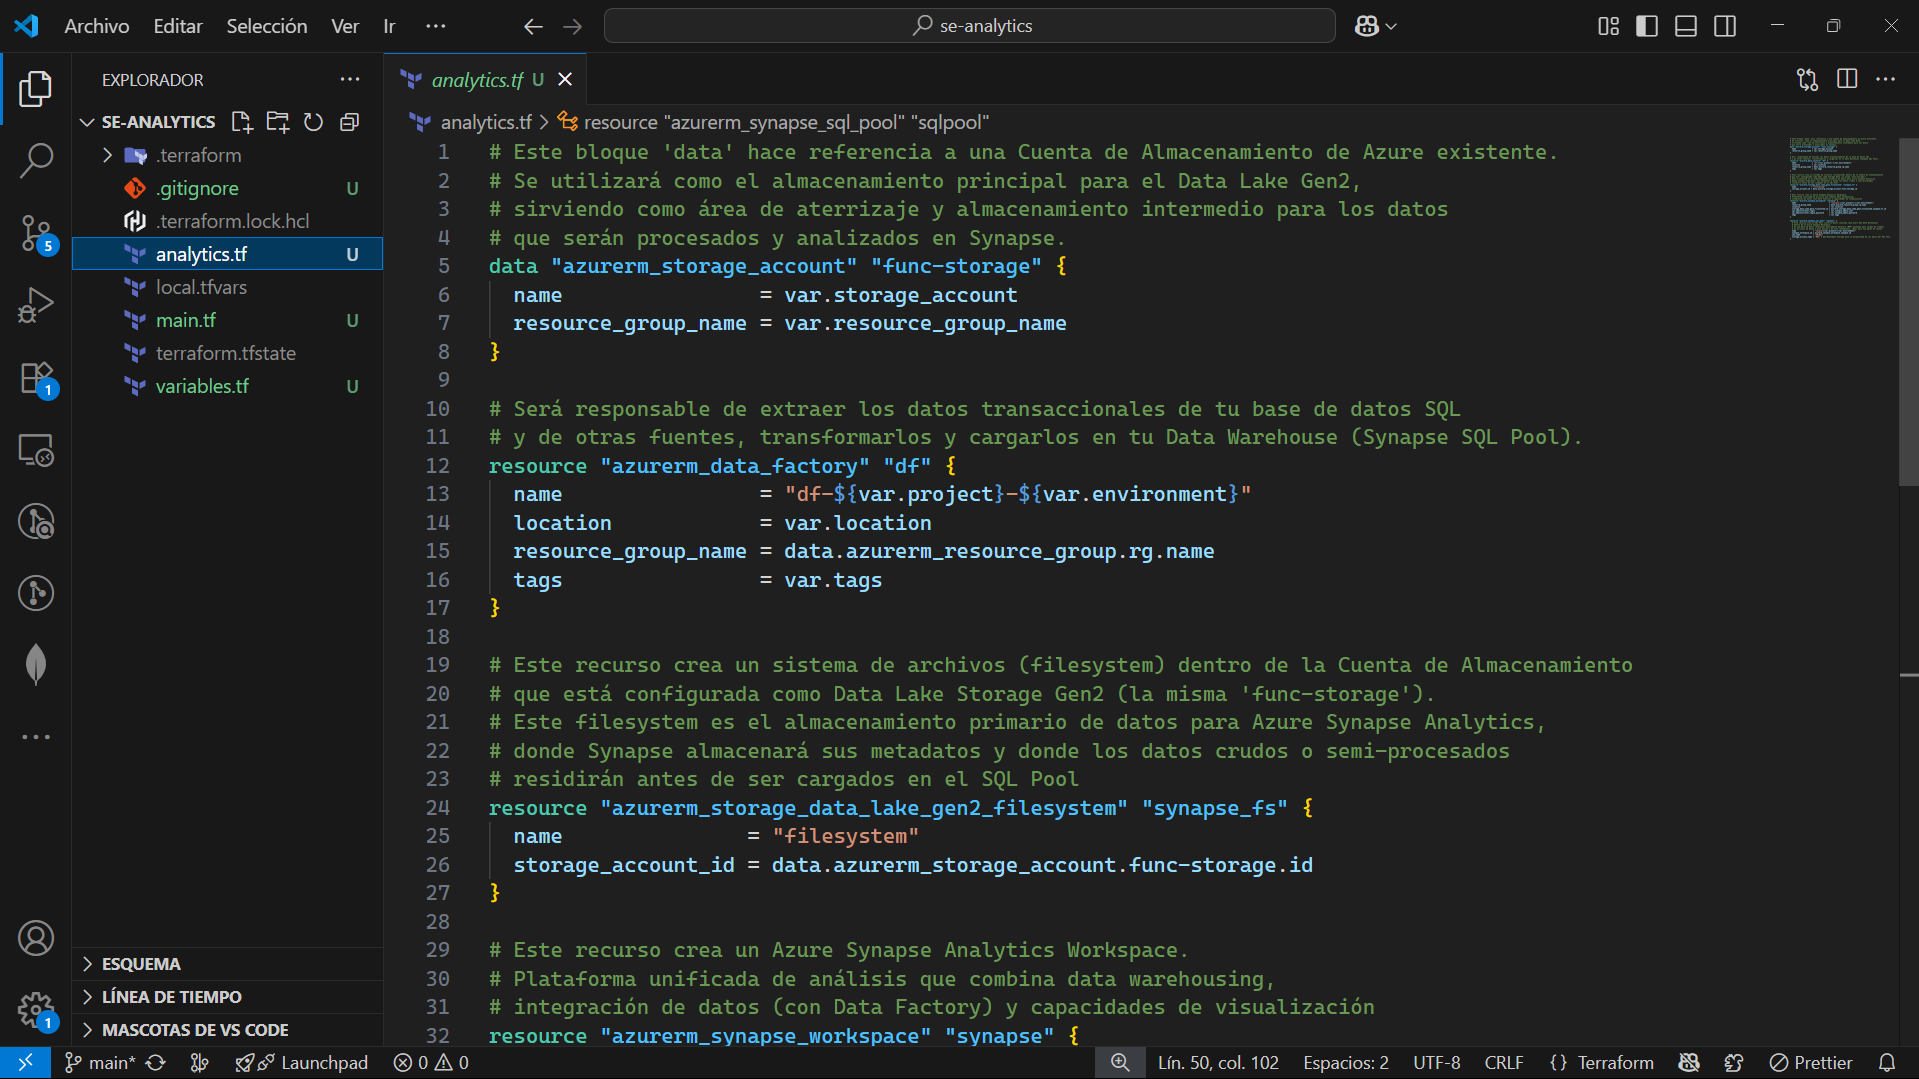 Archivo Editar Selección Ver Ir ··· se-analytics
EXPLORADOR ···
SE-ANALYTICS
.terraform
.gitignore U
.terraform.lock.hcl
analytics.tf U
local.tfvars
main.tf U
terraform.tfstate
variables.tf U
ESQUEMA
LÍNEA DE TIEMPO
MASCOTAS DE VS CODE
5
1
1
analytics.tf U
analytics.tf > resource "azurerm_synapse_sql_pool" "sqlpool"
1 # Este bloque 'data' hace referencia a una Cuenta de Almacenamiento de Azure existente.
2 # Se utilizará como el almacenamiento principal para el Data Lake Gen2,
3 # sirviendo como área de aterrizaje y almacenamiento intermedio para los datos
4 # que serán procesados y analizados en Synapse.
5 data "azurerm_storage_account" "func-storage" {
6   name                = var.storage_account
7   resource_group_name = var.resource_group_name
8 }
9
10 # Será responsable de extraer los datos transaccionales de tu base de datos SQL
11 # y de otras fuentes, transformarlos y cargarlos en tu Data Warehouse (Synapse SQL Pool).
12 resource "azurerm_data_factory" "df" {
13   name                = "df-${var.project}-${var.environment}"
14   location            = var.location
15   resource_group_name = data.azurerm_resource_group.rg.name
16   tags                = var.tags
17 }
18
19 # Este recurso crea un sistema de archivos (filesystem) dentro de la Cuenta de Almacenamiento
20 # que está configurada como Data Lake Storage Gen2 (la misma 'func-storage').
21 # Este filesystem es el almacenamiento primario de datos para Azure Synapse Analytics,
22 # donde Synapse almacenará sus metadatos y donde los datos crudos o semi-procesados
23 # residirán antes de ser cargados en el SQL Pool
24 resource "azurerm_storage_data_lake_gen2_filesystem" "synapse_fs" {
25   name               = "filesystem"
26   storage_account_id = data.azurerm_storage_account.func-storage.id
27 }
28
29 # Este recurso crea un Azure Synapse Analytics Workspace.
30 # Plataforma unificada de análisis que combina data warehousing,
31 # integración de datos (con Data Factory) y capacidades de visualización
32 resource "azurerm_synapse_workspace" "synapse" {
main* Launchpad 0 0 Lín. 50, col. 102 Espacios: 2 UTF-8 CRLF {} Terraform Prettier